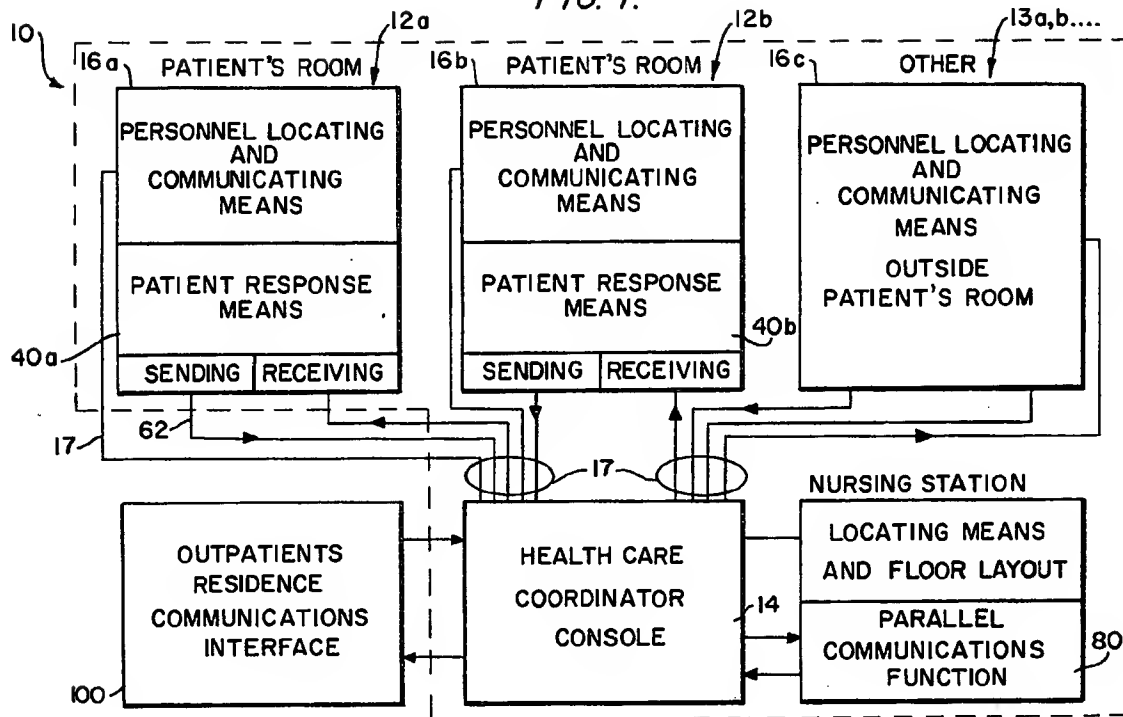 FIG. 1.
10
12a
12b
13a,b....
16a
PATIENT'S ROOM
16b
PATIENT'S ROOM
16c
OTHER
PERSONNEL LOCATING
AND
COMMUNICATING
MEANS
PATIENT RESPONSE
MEANS
40a
SENDING
RECEIVING
PERSONNEL LOCATING
AND
COMMUNICATING
MEANS
PATIENT RESPONSE
MEANS
40b
SENDING
RECEIVING
PERSONNEL LOCATING
AND
COMMUNICATING
MEANS
OUTSIDE
PATIENT'S ROOM
17
62
17
OUTPATIENTS
RESIDENCE
COMMUNICATIONS
INTERFACE
100
HEALTH CARE
COORDINATOR
CONSOLE
14
NURSING STATION
LOCATING MEANS
AND FLOOR LAYOUT
PARALLEL
COMMUNICATIONS
FUNCTION
80